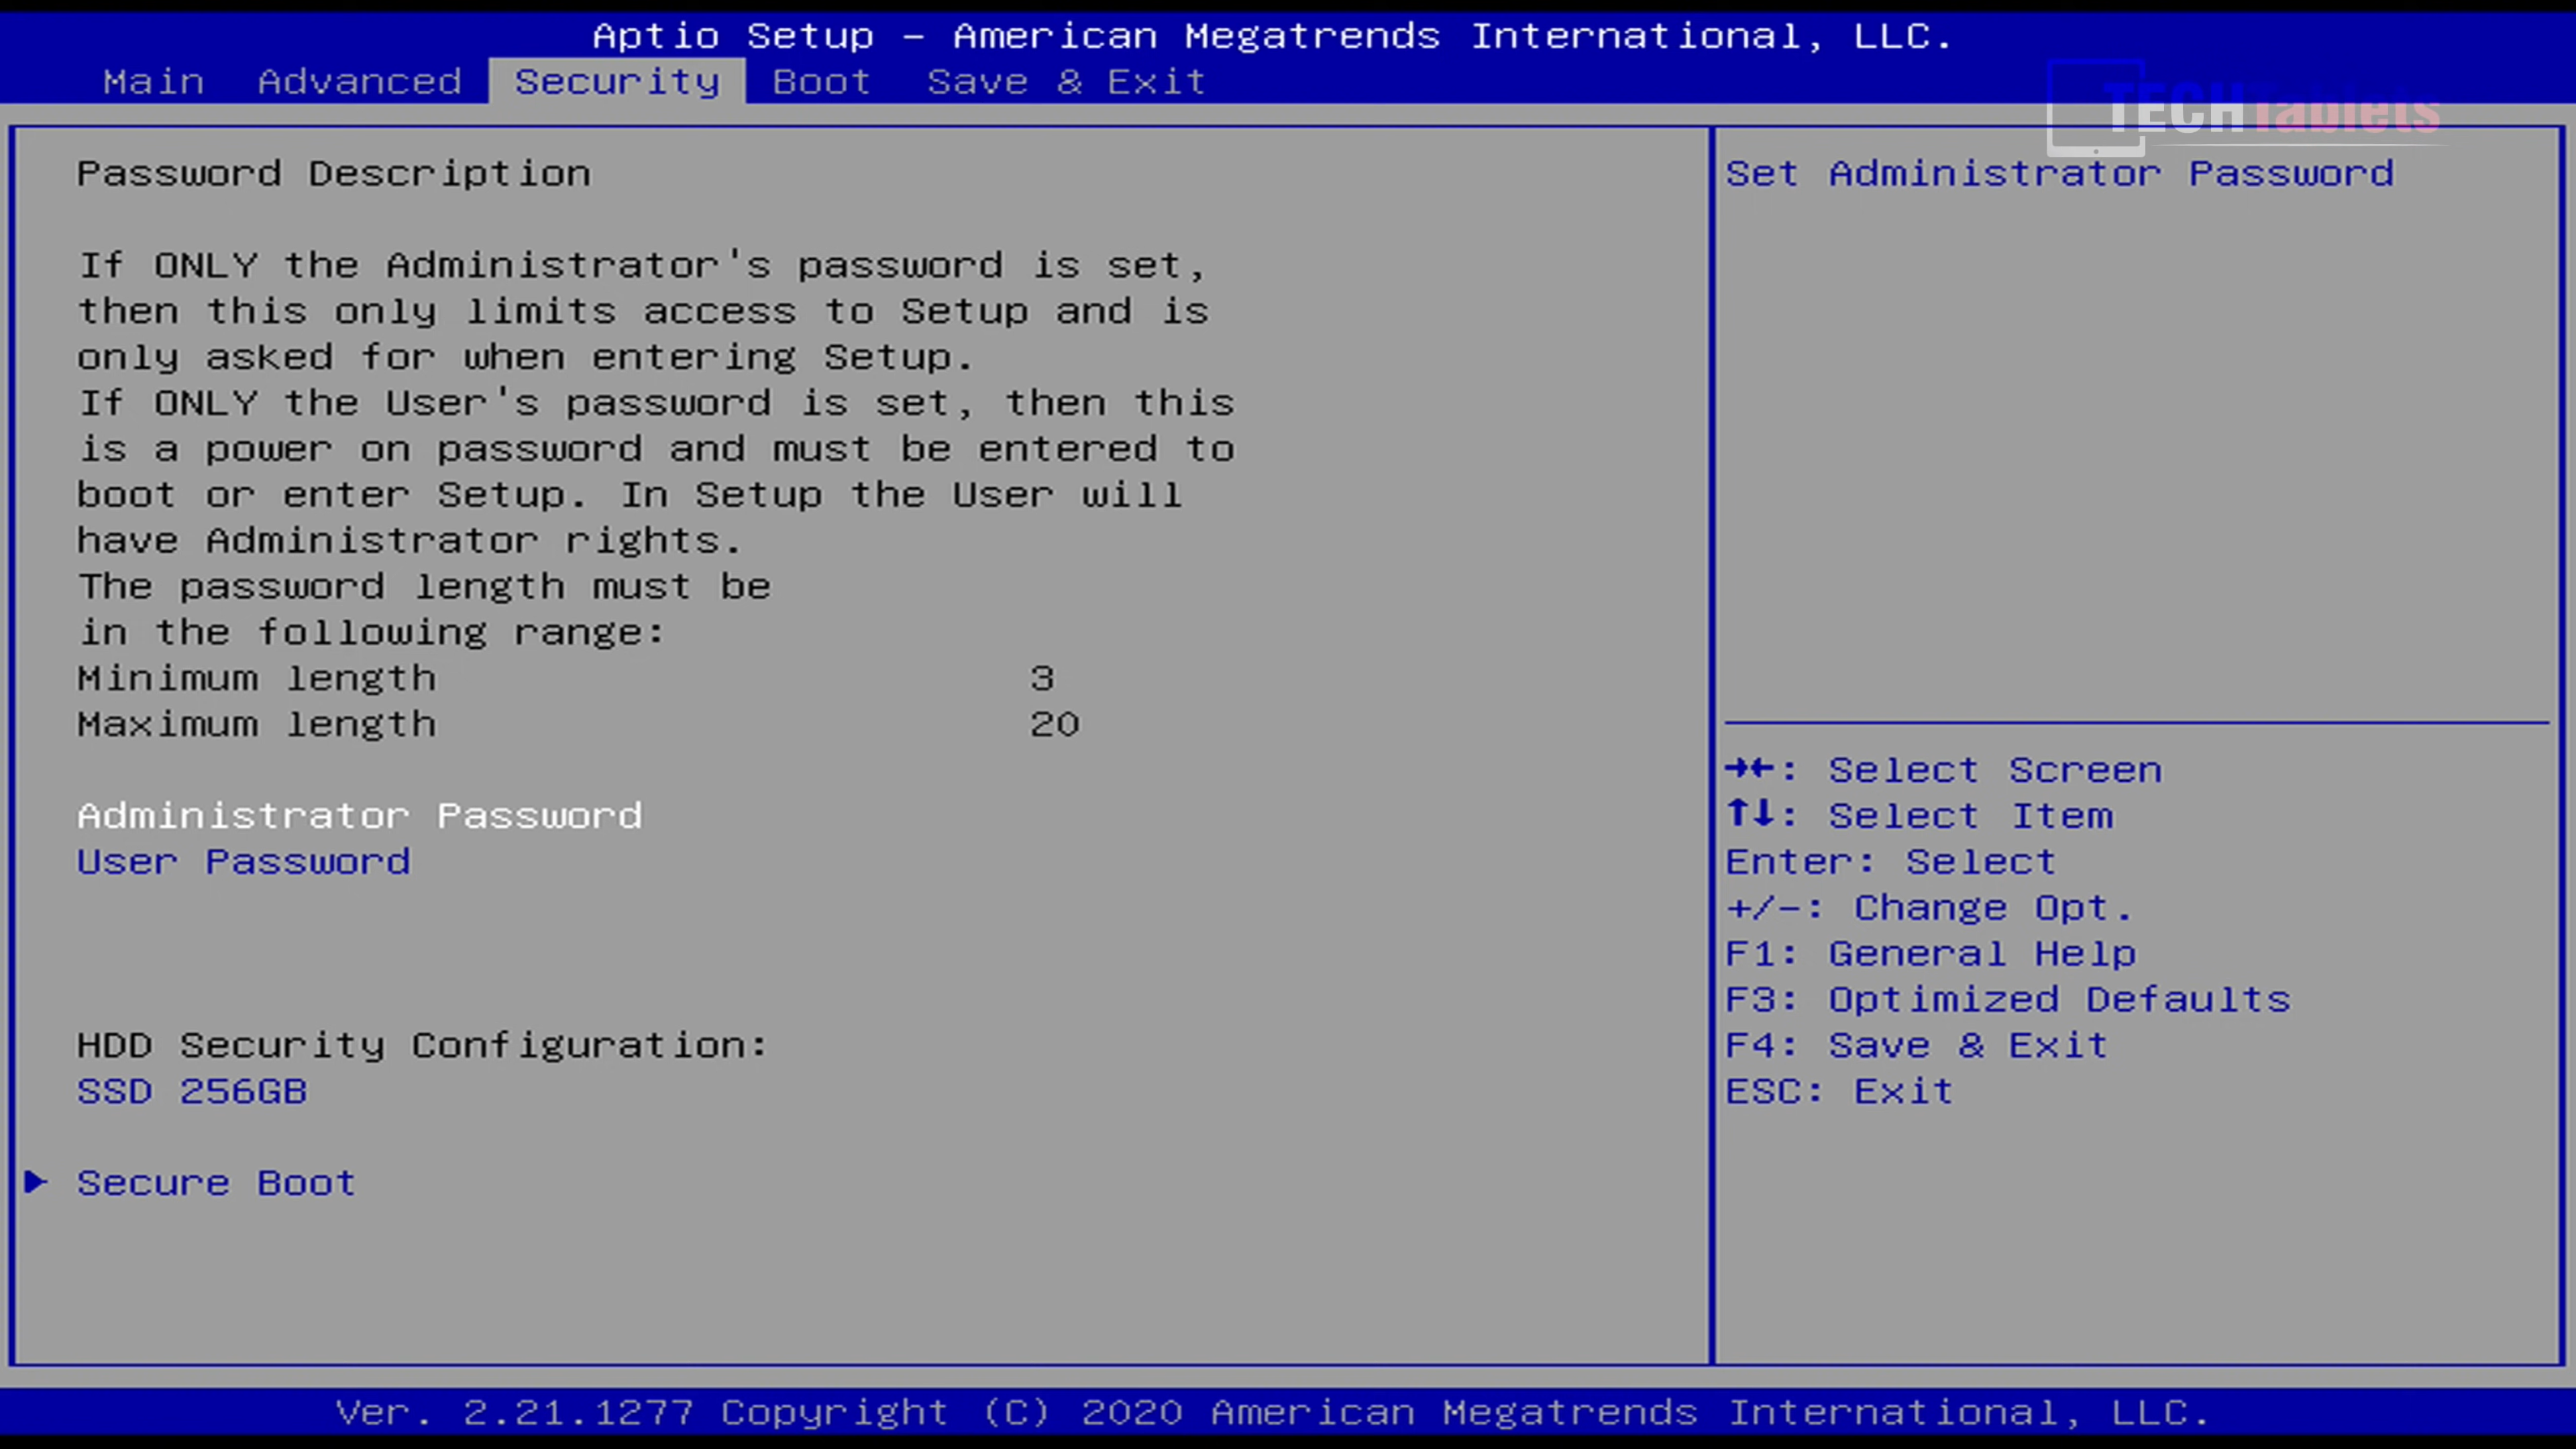 Aptio Setup - American Megatrends International, LLC.
Main Advanced Security Boot Save & Exit
TECHTablets
Password Description
If ONLY the Administrator's password is set,
then this only limits access to Setup and is
only asked for when entering Setup.
If ONLY the User's password is set, then this
is a power on password and must be entered to
boot or enter Setup. In Setup the User will
have Administrator rights.
The password length must be
in the following range:
Minimum length 3
Maximum length 20
Administrator Password
User Password
HDD Security Configuration:
SSD 256GB
► Secure Boot
Set Administrator Password
→←: Select Screen
↑↓: Select Item
Enter: Select
+/-: Change Opt.
F1: General Help
F3: Optimized Defaults
F4: Save & Exit
ESC: Exit
Ver. 2.21.1277 Copyright (C) 2020 American Megatrends International, LLC.